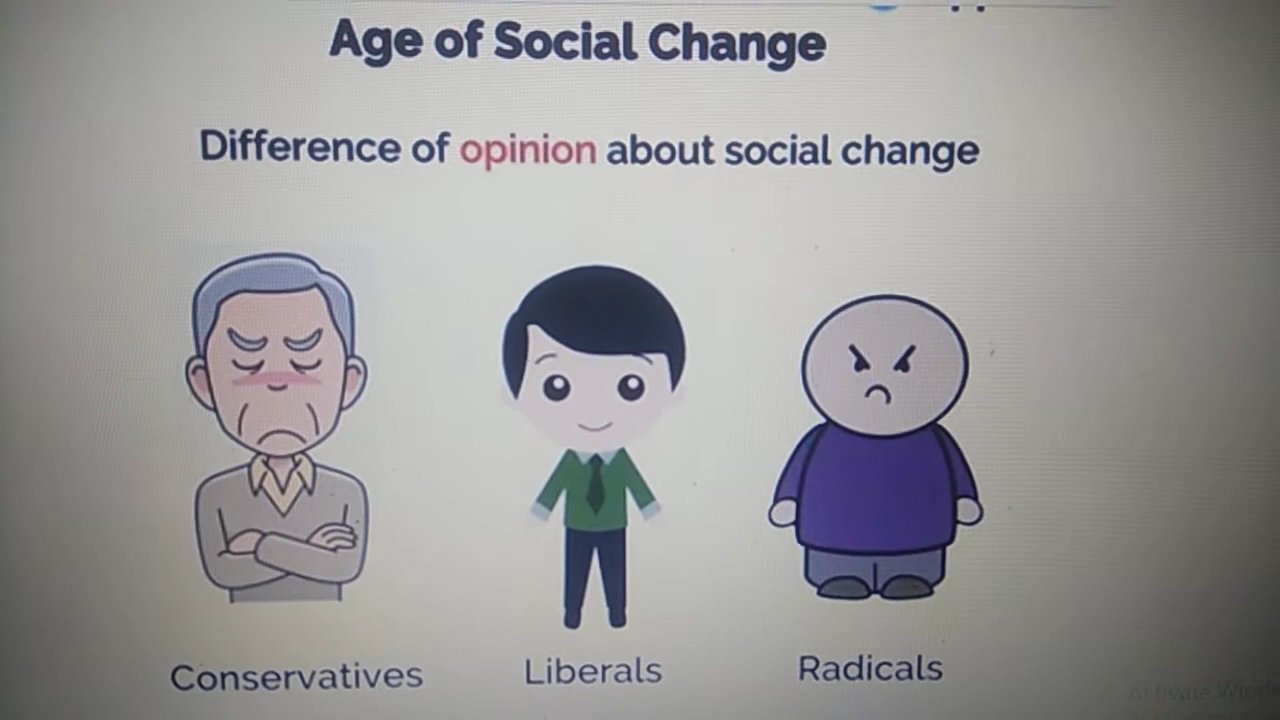 Age of Social Change
Difference of opinion about social change
Conservatives
Liberals
Radicals